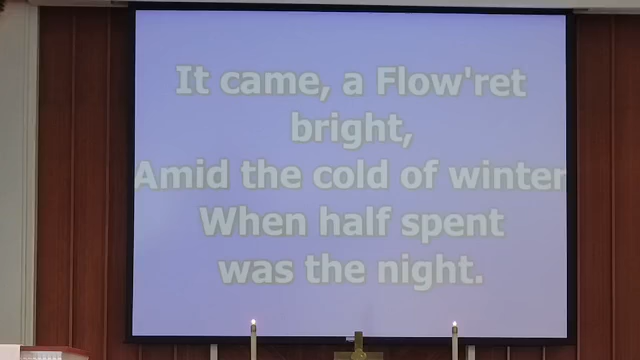 It came, a Flow'ret
bright,
Amid the cold of winter
When half spent
was the night.